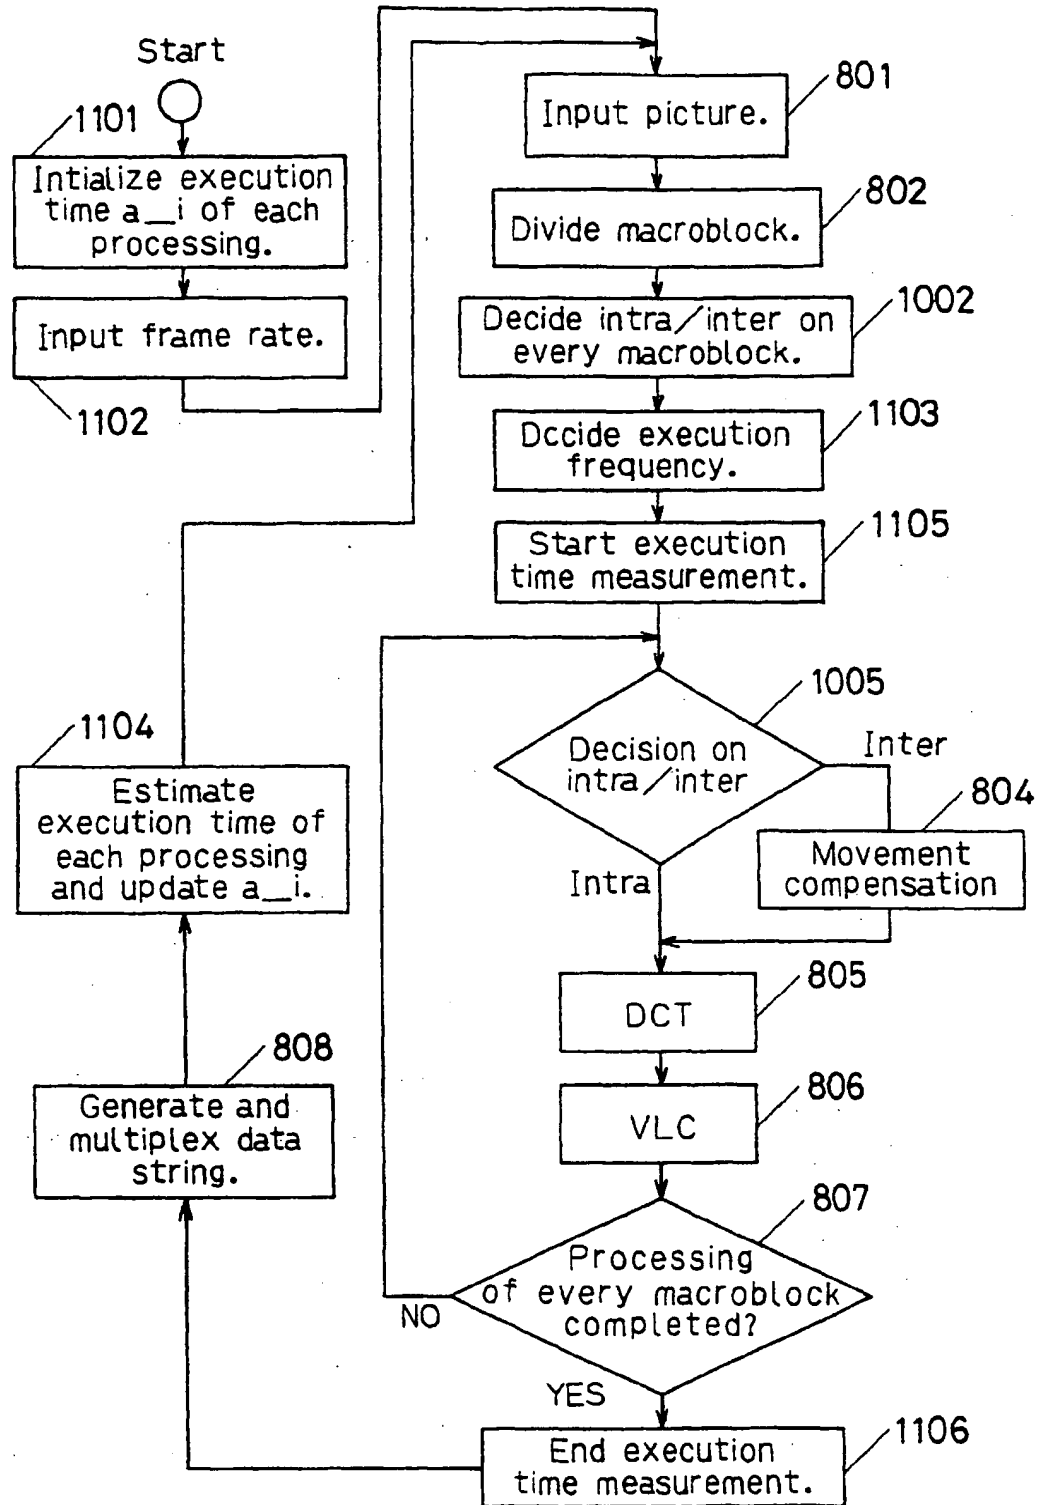 Start
1101
Intialize execution
time a_i of each
processing.
Input frame rate.
1102
801
Input picture.
802
Divide macroblock.
1002
Decide intra/inter on
every macroblock.
1103
Dccide execution
frequency.
1105
Start execution
time measurement.
1005
Decision on
intra/inter
Inter
804
Movement
compensation
Intra
805
DCT
806
VLC
807
Processing
of every macroblock
completed?
NO
YES
1106
End execution
time measurement.
808
Generate and
multiplex data
string.
1104
Estimate
execution time of
each processing
and update a_i.